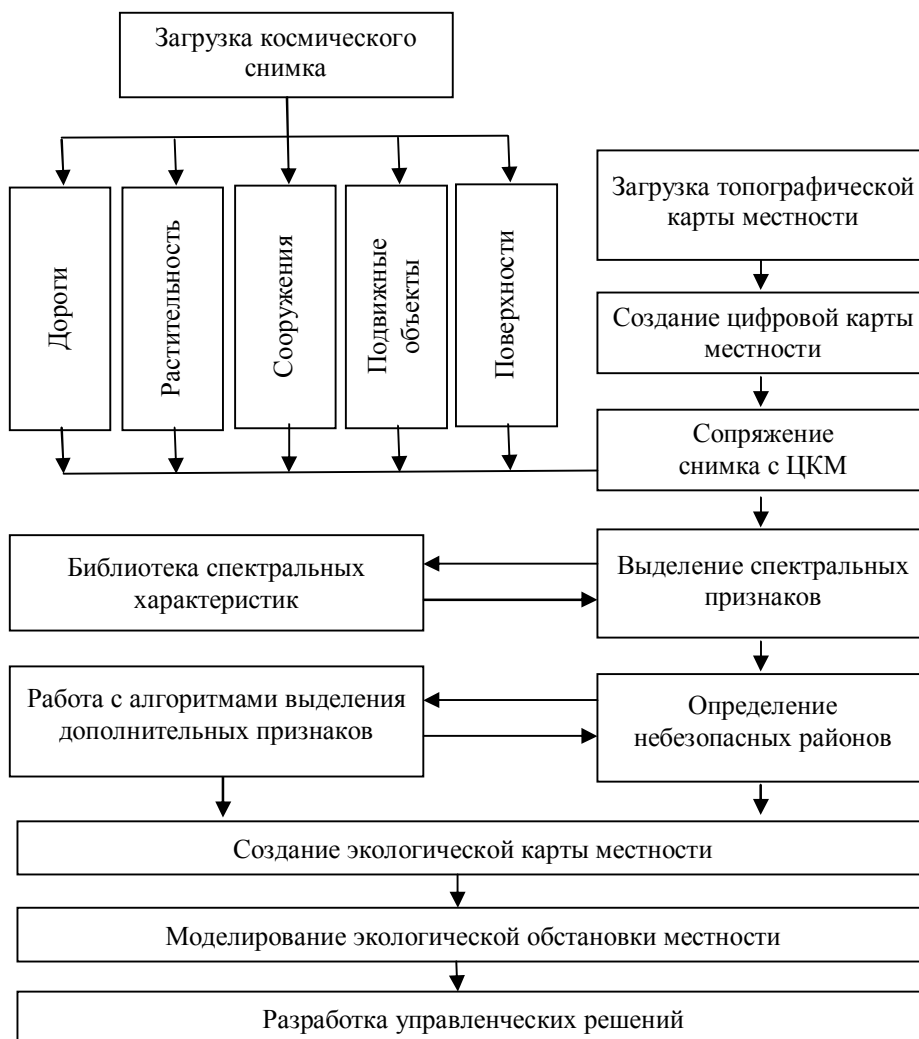 Загрузка космического
снимка
Дороги
Растительность
Сооружения
Подвижные
объекты
Поверхности
Загрузка топографической
карты местности
Создание цифровой карты
местности
Сопряжение
снимка с ЦКМ
Библиотека спектральных
характеристик
Выделение спектральных
признаков
Работа с алгоритмами выделения
дополнительных признаков
Определение
небезопасных районов
Создание экологической карты местности
Моделирование экологической обстановки местности
Разработка управленческих решений